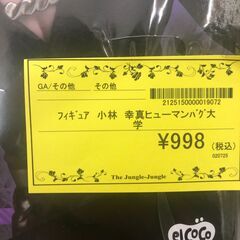 GA/その他　その他
2125150000019072
ﾌｨｷﾞｭｱ 小林 幸真ヒューマンバグ大
学
¥998 (税込)
020725
The Jungle-Jungle
elCOCO